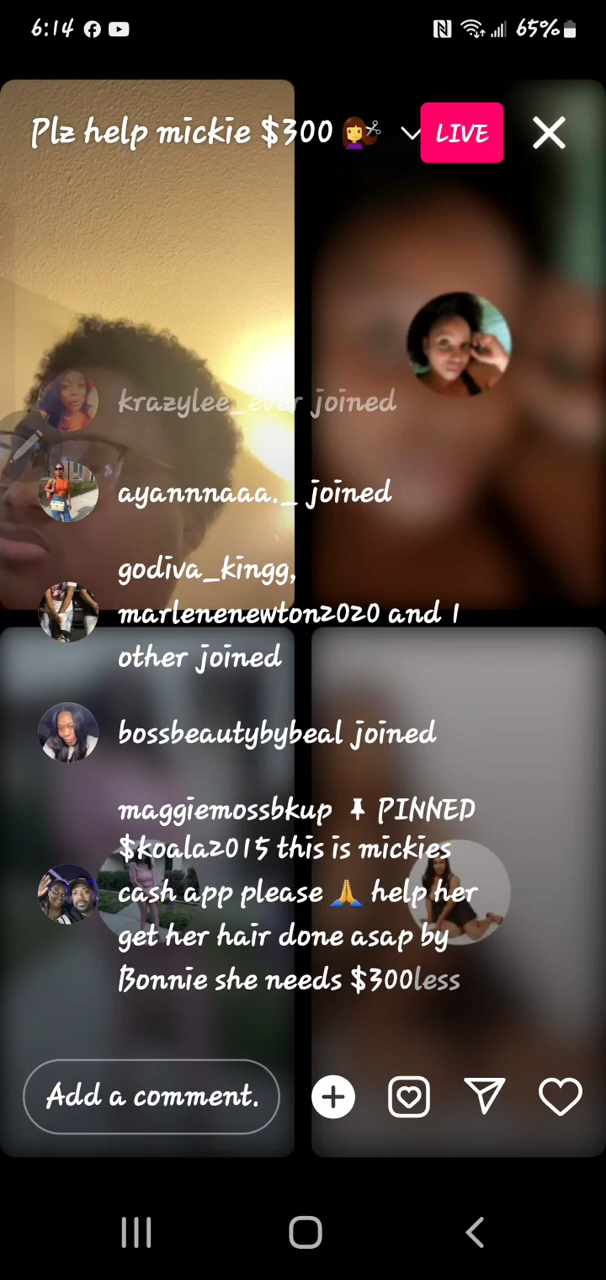 6:14
65%
Plz help mickie $300
LIVE
krazylee_ever joined
ayannnaaa._ joined
godiva_kingg,
marlenenewton2020 and 1
other joined
bossbeautybybeal joined
maggiemossbkup 📌 PINNED
$koala2015 this is mickies
cash app please 🙏 help her
get her hair done asap by
Bonnie she needs $300less
Add a comment.